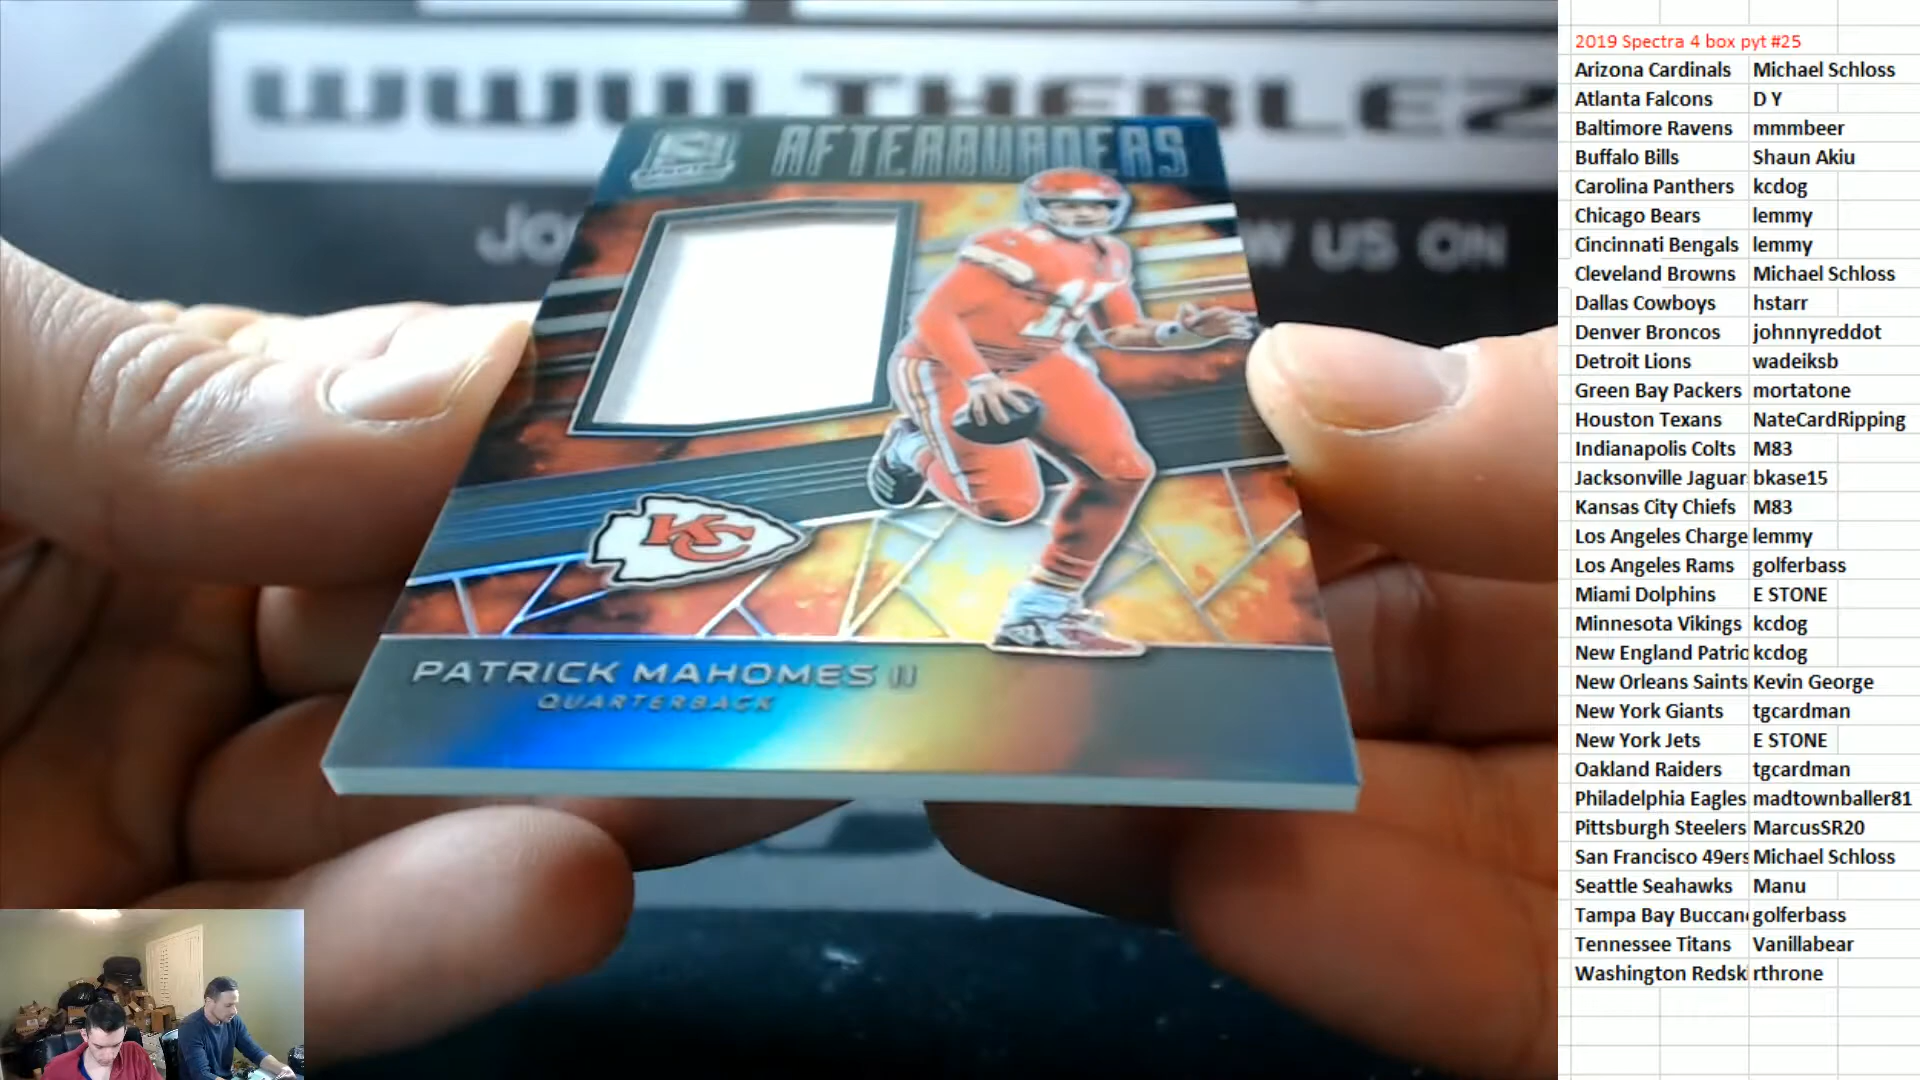 WWW.THEBLEZ
JO
W US ON
SPECTRA
AFTERBURNERS
KC
PATRICK MAHOMES II
QUARTERBACK
2019 Spectra 4 box pyt #25
Arizona Cardinals Michael Schloss
Atlanta Falcons D Y
Baltimore Ravens mmmbeer
Buffalo Bills Shaun Akiu
Carolina Panthers kcdog
Chicago Bears lemmy
Cincinnati Bengals lemmy
Cleveland Browns Michael Schloss
Dallas Cowboys hstarr
Denver Broncos johnnyreddot
Detroit Lions wadeiksb
Green Bay Packers mortatone
Houston Texans NateCardRipping
Indianapolis Colts M83
Jacksonville Jaguar bkase15
Kansas City Chiefs M83
Los Angeles Charge lemmy
Los Angeles Rams golferbass
Miami Dolphins E STONE
Minnesota Vikings kcdog
New England Patrio kcdog
New Orleans Saints Kevin George
New York Giants tgcardman
New York Jets E STONE
Oakland Raiders tgcardman
Philadelphia Eagles madtownballer81
Pittsburgh Steelers MarcusSR20
San Francisco 49ers Michael Schloss
Seattle Seahawks Manu
Tampa Bay Buccan golferbass
Tennessee Titans Vanillabear
Washington Redski rthrone